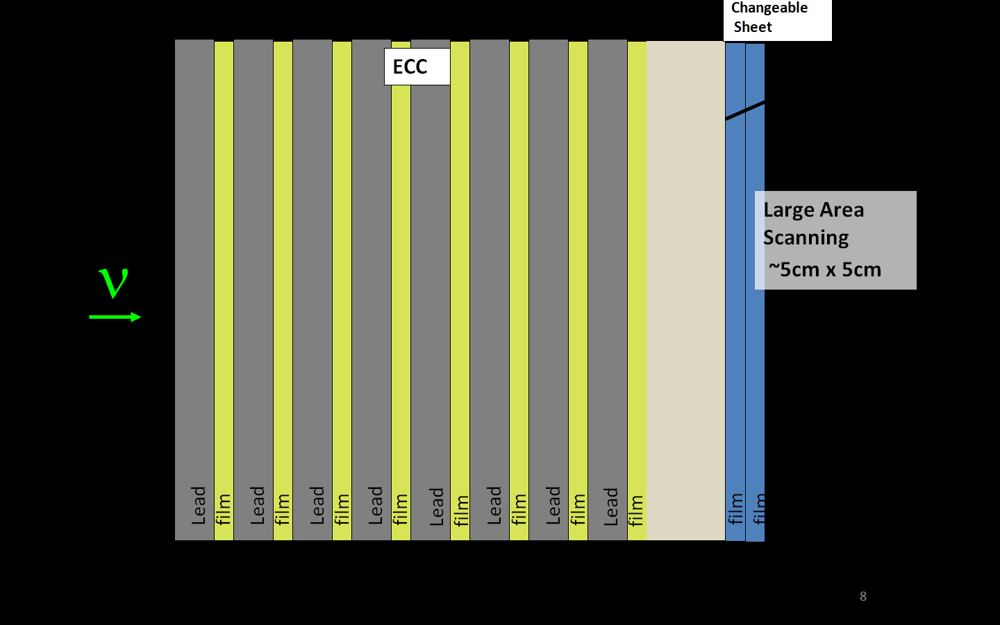 Changeable
Sheet
ECC
Large Area
Scanning
~5cm x 5cm
ν
Lead
film
Lead
film
Lead
film
Lead
film
Lead
film
Lead
film
Lead
film
Lead
film
film
film
8